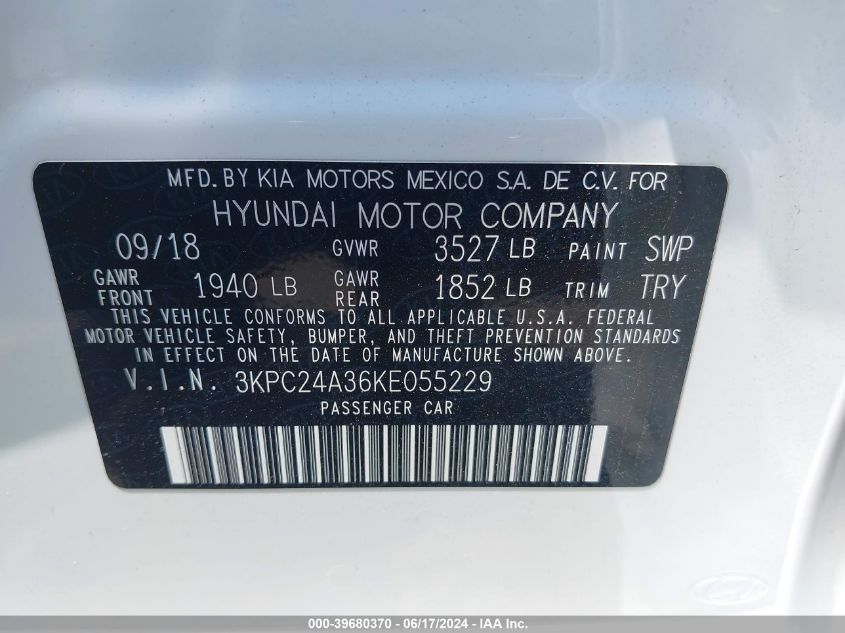 MFD. BY KIA MOTORS MEXICO S.A. DE C.V. FOR
HYUNDAI MOTOR COMPANY
09/18 GVWR 3527 LB PAINT SWP
GAWR FRONT 1940 LB GAWR REAR 1852 LB TRIM TRY
THIS VEHICLE CONFORMS TO ALL APPLICABLE U.S.A. FEDERAL
MOTOR VEHICLE SAFETY, BUMPER, AND THEFT PREVENTION STANDARDS
IN EFFECT ON THE DATE OF MANUFACTURE SHOWN ABOVE.
V.I.N. 3KPC24A36KE055229
PASSENGER CAR
000-39680370 - 06/17/2024 - IAA Inc.